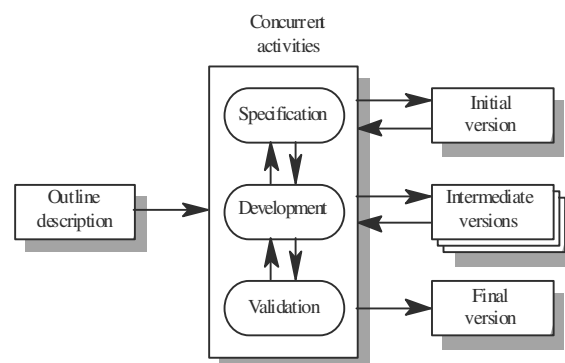 Concurrent
activities
Specification
Initial
version
Outline
description
Development
Intermediate
versions
Validation
Final
version